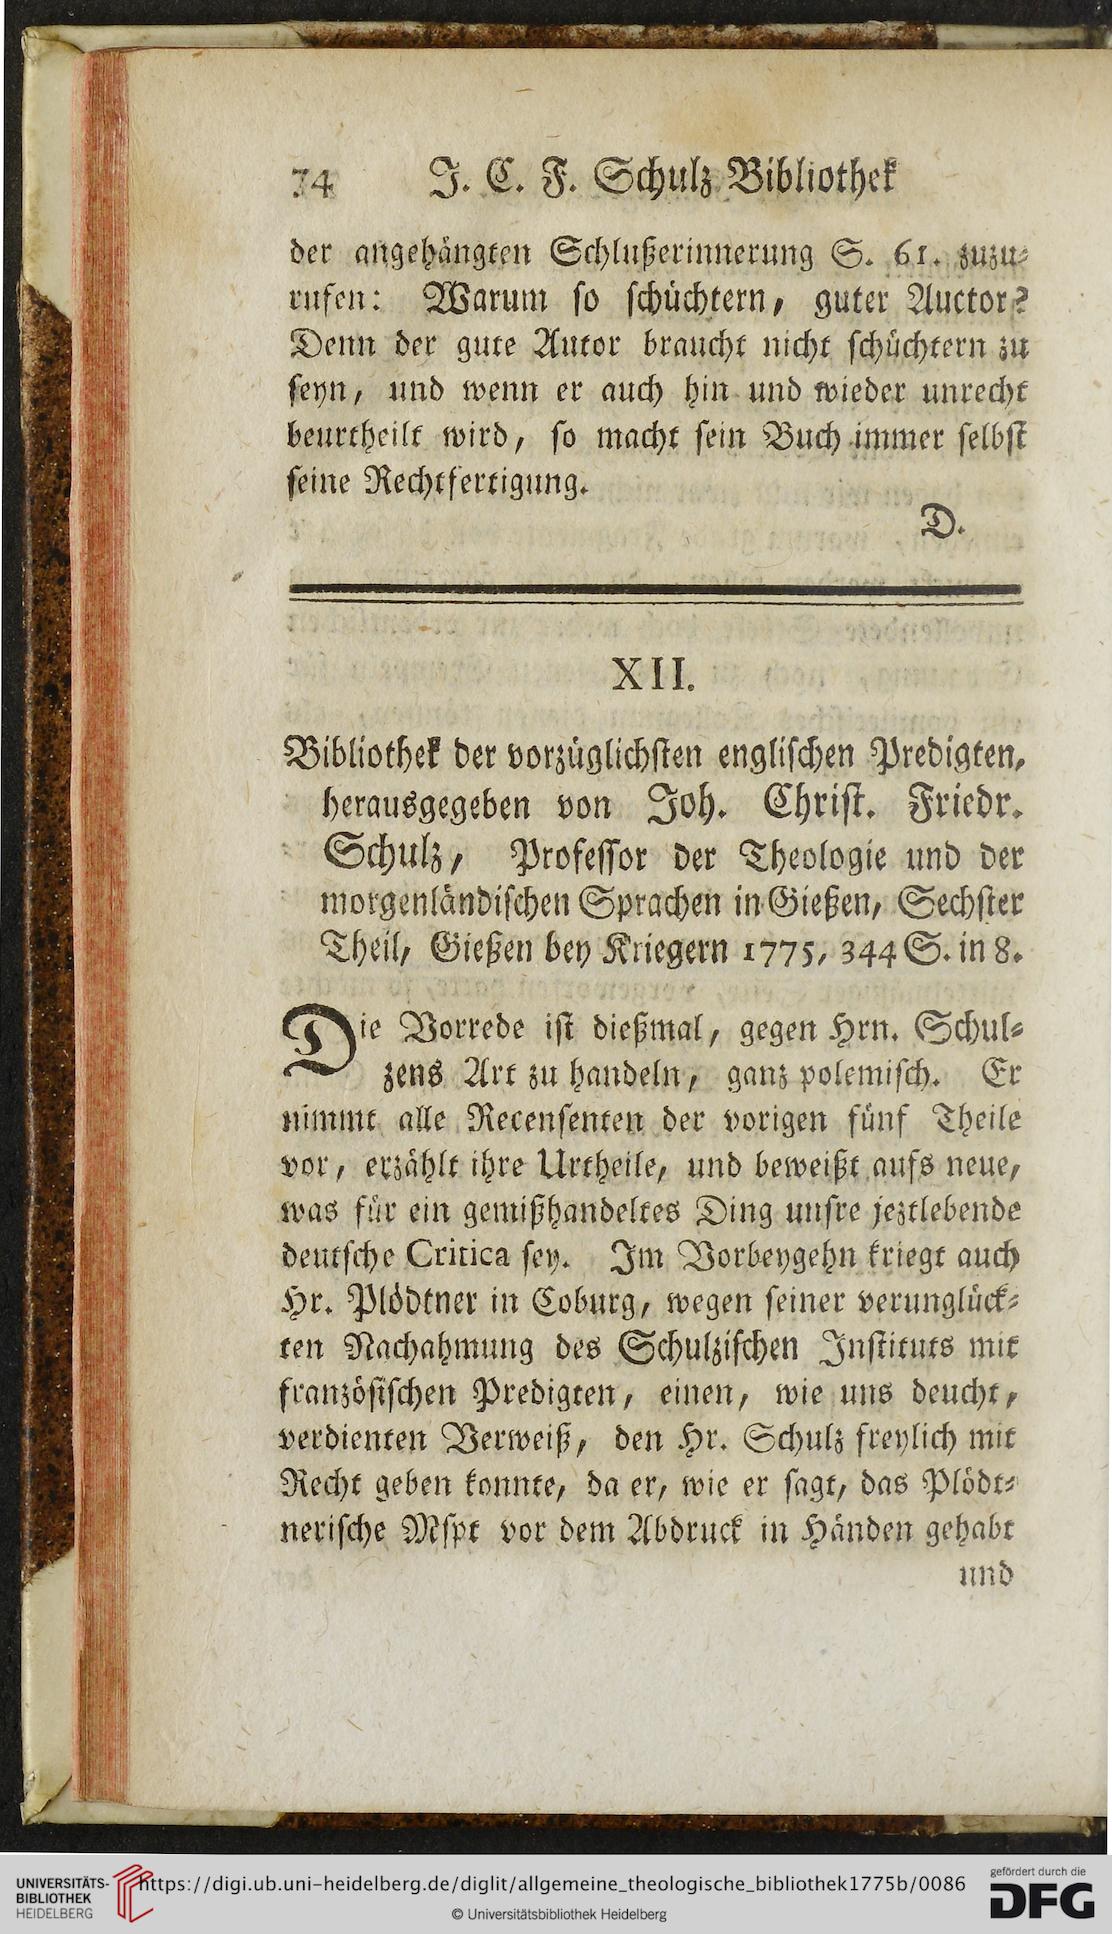 74 J. C. F. Schulz Bibliothek
der angehängten Schlußerinnerung S. 61. zuzu-
rufen: Warum so schüchtern, guter Auctor?
Denn der gute Autor braucht nicht schüchtern zu
seyn, und wenn er auch hin und wieder unrecht
beurtheilt wird, so macht sein Buch immer selbst
seine Rechtfertigung.
D.
XII.
Bibliothek der vorzüglichsten englischen Predigten,
herausgegeben von Joh. Christ. Friedr.
Schulz, Professor der Theologie und der
morgenländischen Sprachen in Gießen, Sechster
Theil, Gießen bey Kriegern 1775, 344 S. in 8.
Die Vorrede ist dießmal, gegen Hrn. Schul-
zens Art zu handeln, ganz polemisch. Er
nimmt alle Recensenten der vorigen fünf Theile
vor, erzählt ihre Urtheile, und beweißt aufs neue,
was für ein gemißhandeltes Ding unsre jeztlebende
deutsche Critica sey. Im Vorbeygehn kriegt auch
Hr. Plödtner in Coburg, wegen seiner verunglück-
ten Nachahmung des Schulzischen Instituts mit
französischen Predigten, einen, wie uns deucht,
verdienten Verweiß, den Hr. Schulz freylich mit
Recht geben konnte, da er, wie er sagt, das Plödt-
nerische Mspt vor dem Abdruck in Händen gehabt
und
UNIVERSITÄTS-
BIBLIOTHEK
HEIDELBERG
https://digi.ub.uni-heidelberg.de/diglit/allgemeine_theologische_bibliothek1775b/0086
© Universitätsbibliothek Heidelberg
gefördert durch die
DFG